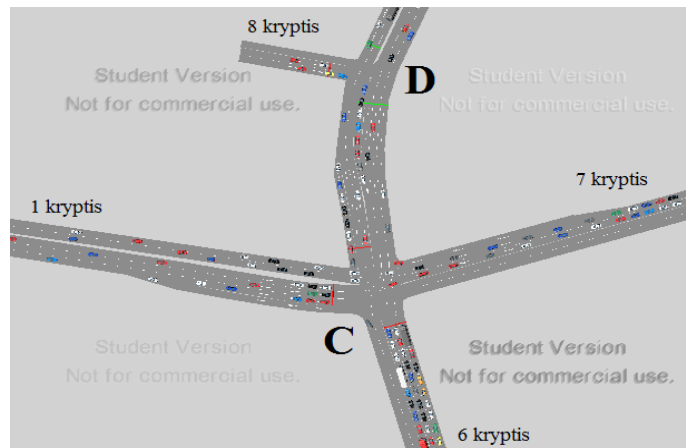 8 kryptis
Student Version
Not for commercial use.
D
Student Version
Not for commercial use.
7 kryptis
1 kryptis
C
Student Version
Not for commercial use.
Student Version
Not for commercial use.
6 kryptis